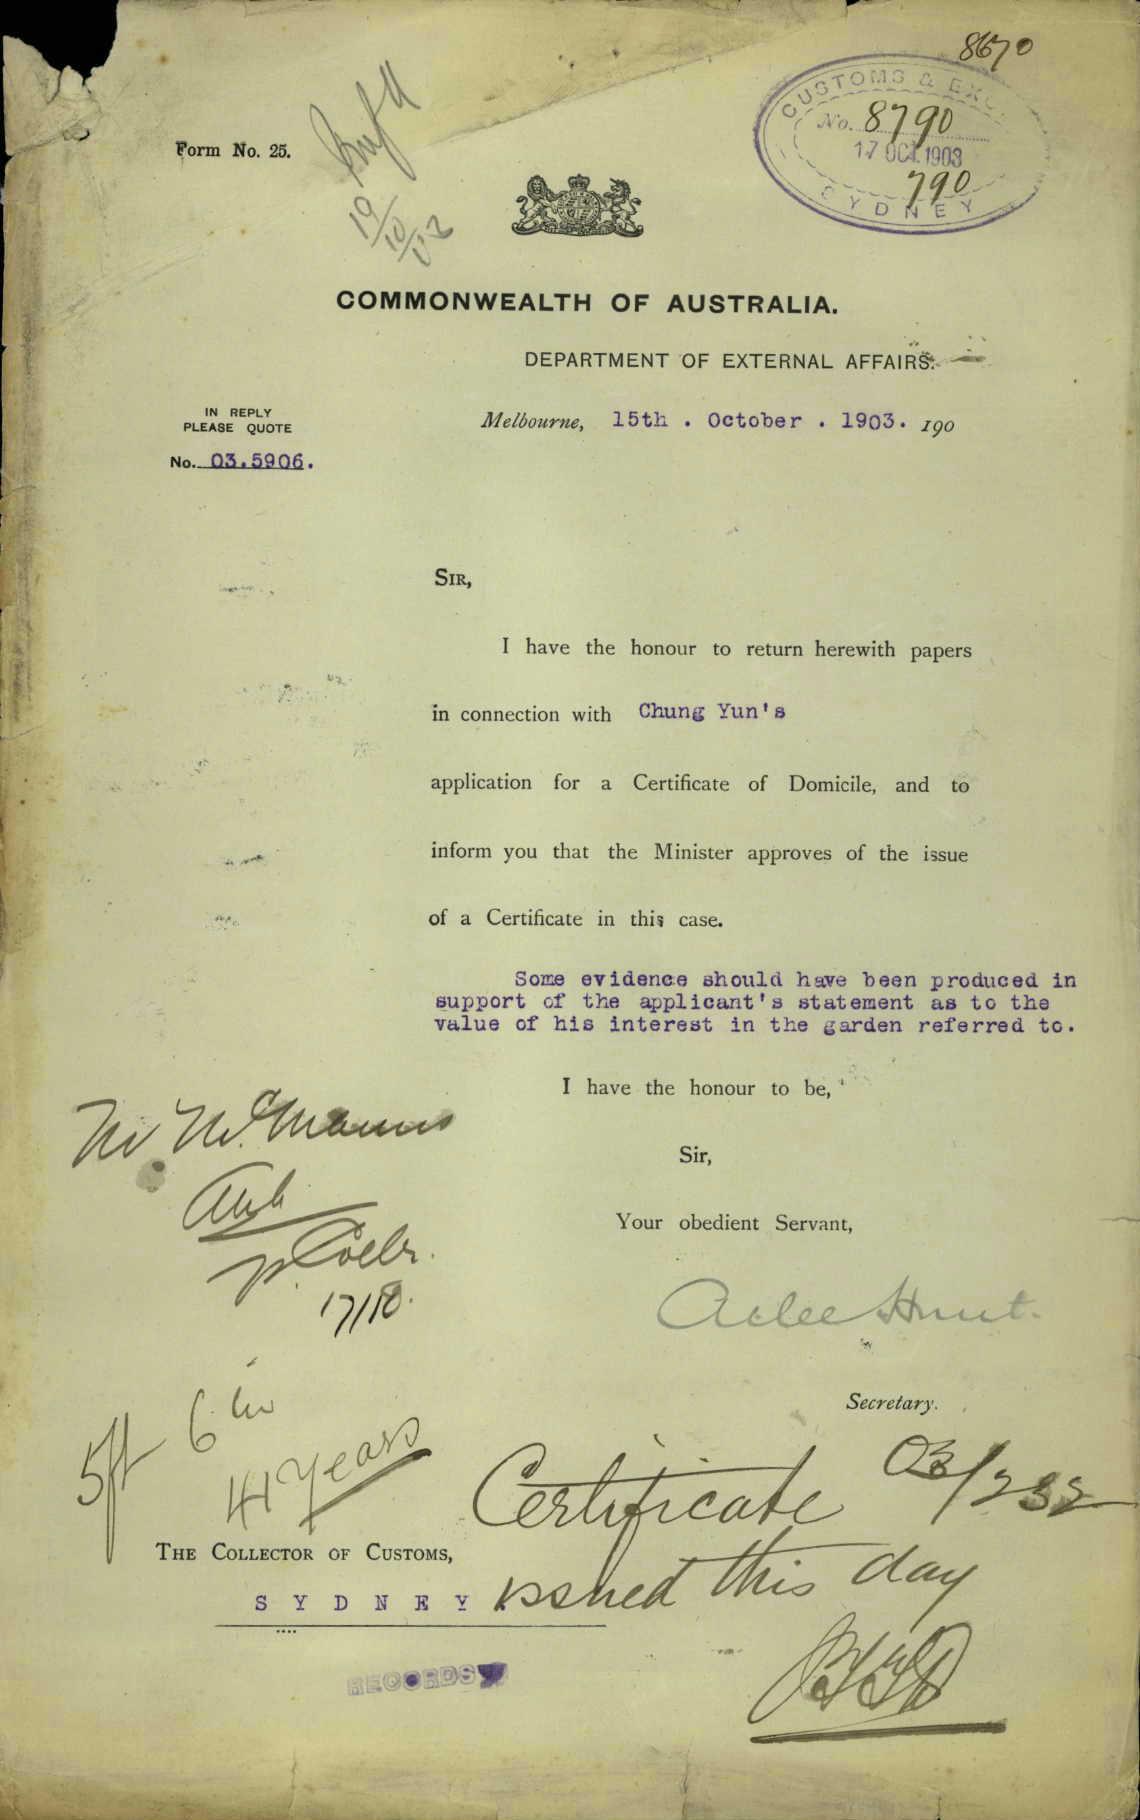 8670
CUSTOMS & EXC
No. 8790
17 OCT. 1903
790
SYDNEY
Form No. 25.
19/10/03
COMMONWEALTH OF AUSTRALIA.
DEPARTMENT OF EXTERNAL AFFAIRS.
IN REPLY
PLEASE QUOTE
No. 03.5906.
Melbourne, 15th . October . 1903. 190
SIR,
I have the honour to return herewith papers
in connection with Chung Yun's
application for a Certificate of Domicile, and to
inform you that the Minister approves of the issue
of a Certificate in this case.
Some evidence should have been produced in
support of the applicant's statement as to the
value of his interest in the garden referred to.
I have the honour to be,
Sir,
Your obedient Servant,
Mr McManus
p. Collr.
17/10.
Atlee Hunt.
Secretary.
5ft 6 in
41 years
Certificate 03/232
issued this day
THE COLLECTOR OF CUSTOMS,
SYDNEY.
RECORDS